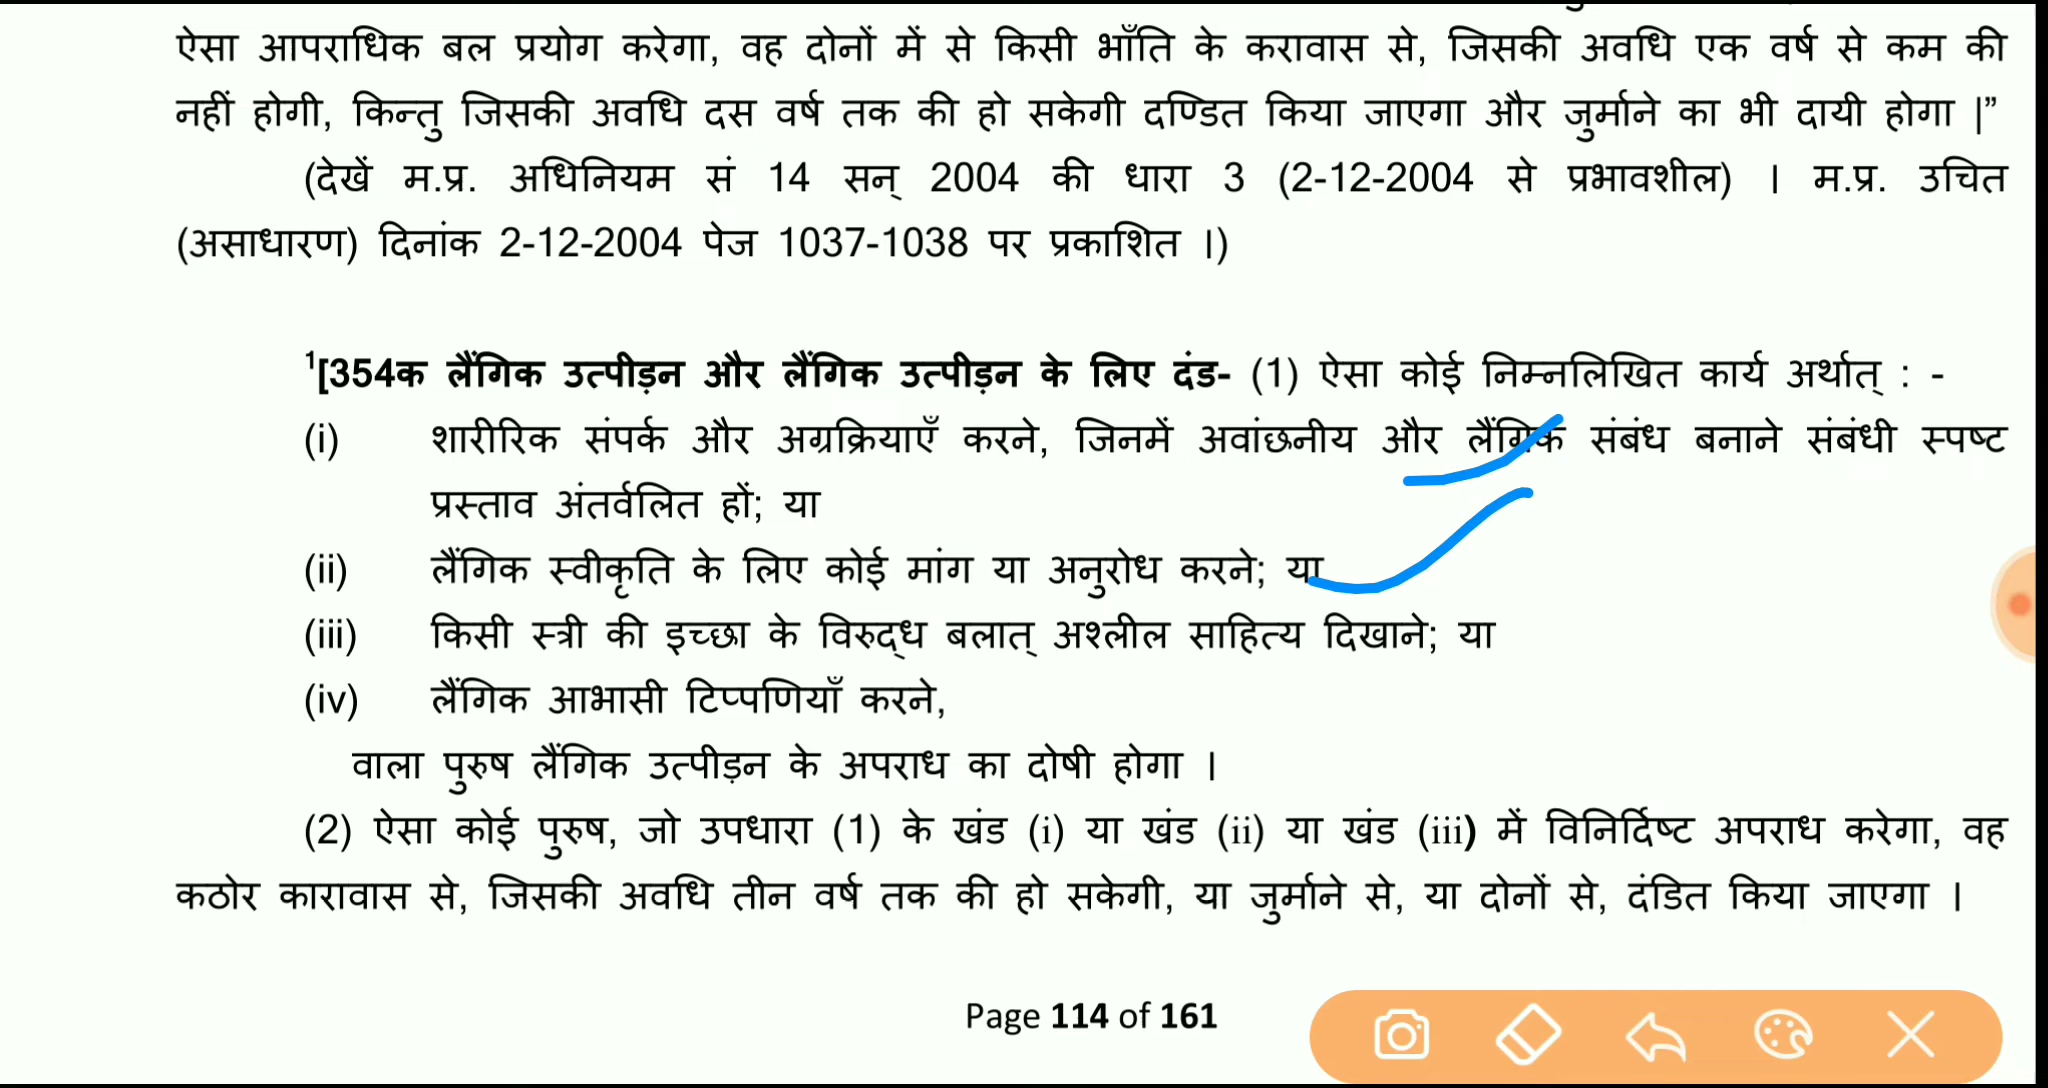 ऐसा आपराधिक बल प्रयोग करेगा, वह दोनों में से किसी भाँति के करावास से, जिसकी अवधि एक वर्ष से कम की
नहीं होगी, किन्तु जिसकी अवधि दस वर्ष तक की हो सकेगी दण्डित किया जाएगा और जुर्माने का भी दायी होगा |”
(देखें म.प्र. अधिनियम सं 14 सन् 2004 की धारा 3 (2-12-2004 से प्रभावशील) । म.प्र. उचित
(असाधारण) दिनांक 2-12-2004 पेज 1037-1038 पर प्रकाशित ।)
¹[354क लैंगिक उत्पीड़न और लैंगिक उत्पीड़न के लिए दंड- (1) ऐसा कोई निम्नलिखित कार्य अर्थात् : -
(i) शारीरिक संपर्क और अग्रक्रियाएँ करने, जिनमें अवांछनीय और लैंगिक संबंध बनाने संबंधी स्पष्ट
प्रस्ताव अंतर्वलित हों; या
(ii) लैंगिक स्वीकृति के लिए कोई मांग या अनुरोध करने; या
(iii) किसी स्त्री की इच्छा के विरुद्ध बलात् अश्लील साहित्य दिखाने; या
(iv) लैंगिक आभासी टिप्पणियाँ करने,
वाला पुरुष लैंगिक उत्पीड़न के अपराध का दोषी होगा ।
(2) ऐसा कोई पुरुष, जो उपधारा (1) के खंड (i) या खंड (ii) या खंड (iii) में विनिर्दिष्ट अपराध करेगा, वह
कठोर कारावास से, जिसकी अवधि तीन वर्ष तक की हो सकेगी, या जुर्माने से, या दोनों से, दंडित किया जाएगा ।
Page 114 of 161